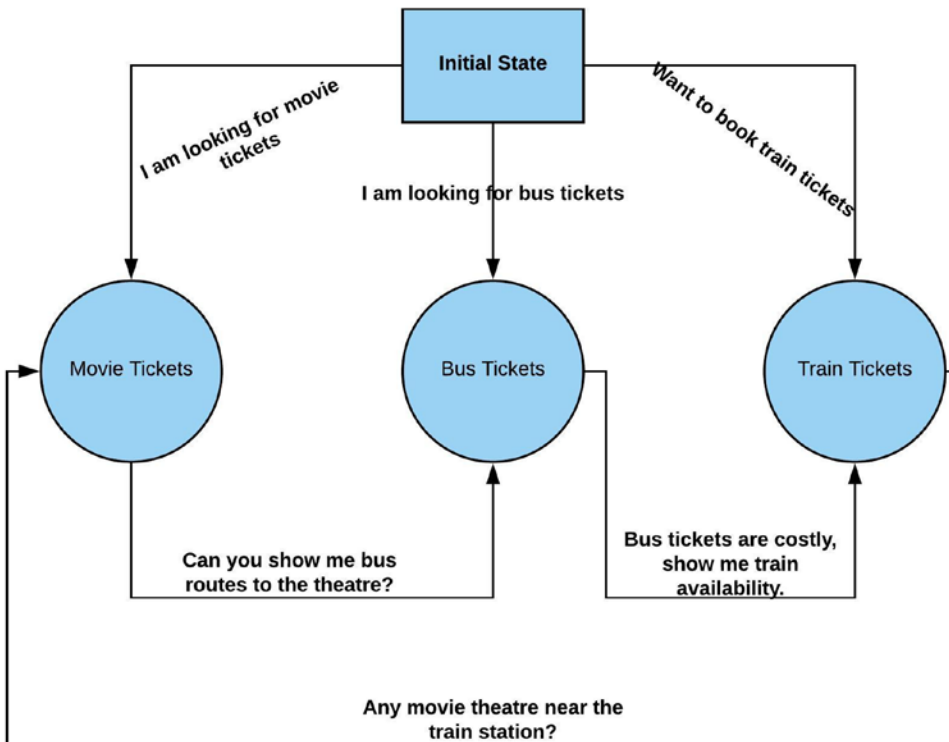 Initial State
I am looking for movie
tickets
I am looking for bus tickets
Want to book train tickets
Movie Tickets
Bus Tickets
Train Tickets
Can you show me bus
routes to the theatre?
Bus tickets are costly,
show me train
availability.
Any movie theatre near the
train station?